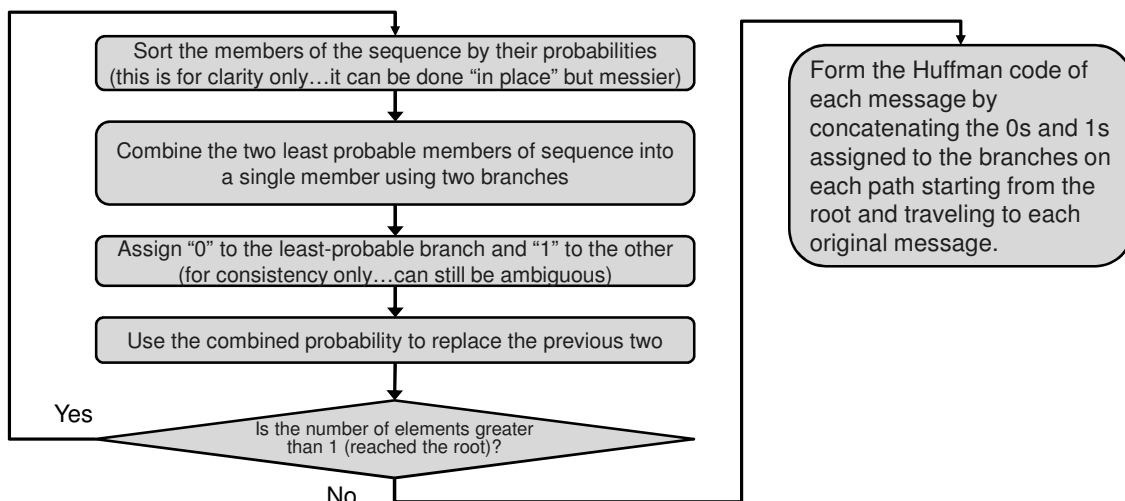 Sort the members of the sequence by their probabilities
(this is for clarity only…it can be done “in place” but messier)
Combine the two least probable members of sequence into
a single member using two branches
Assign “0” to the least-probable branch and “1” to the other
(for consistency only…can still be ambiguous)
Use the combined probability to replace the previous two
Yes
Is the number of elements greater
than 1 (reached the root)?
No
Form the Huffman code of
each message by
concatenating the 0s and 1s
assigned to the branches on
each path starting from the
root and traveling to each
original message.